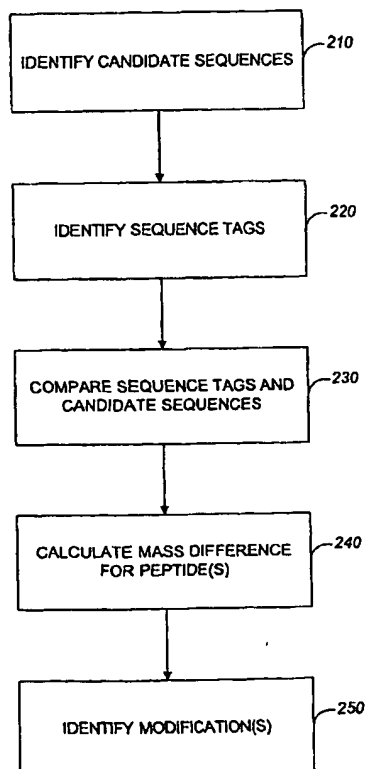 210
IDENTIFY CANDIDATE SEQUENCES
220
IDENTIFY SEQUENCE TAGS
230
COMPARE SEQUENCE TAGS AND
CANDIDATE SEQUENCES
240
CALCULATE MASS DIFFERENCE
FOR PEPTIDE(S)
250
IDENTIFY MODIFICATION(S)